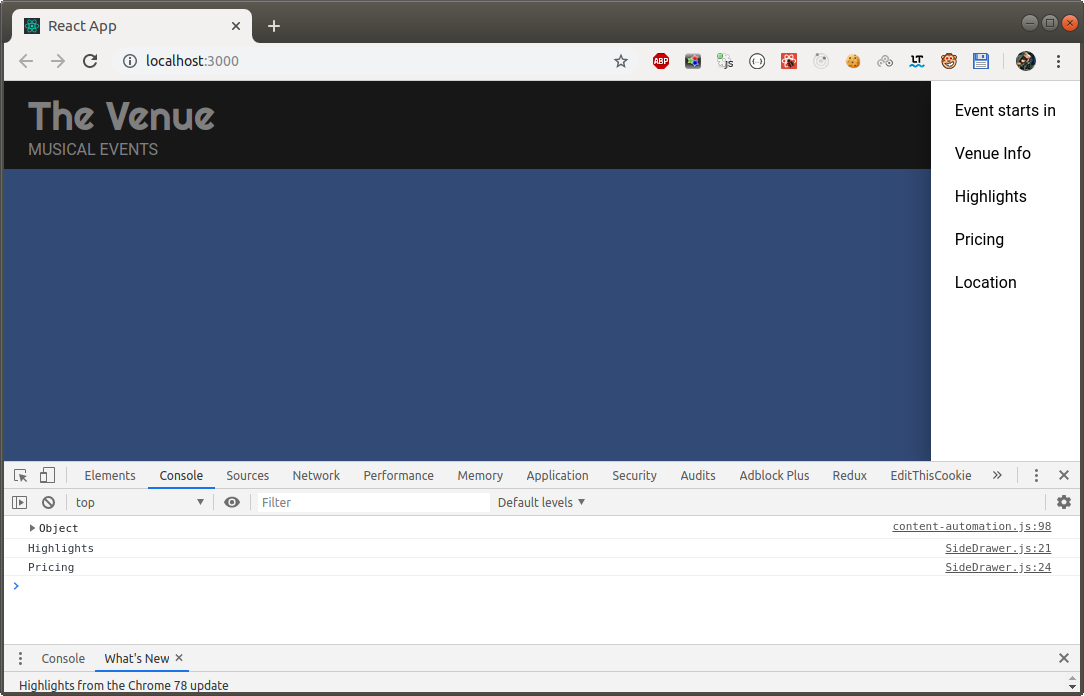 React App
localhost:3000
ABP
js
LT
The Venue
MUSICAL EVENTS
Event starts in
Venue Info
Highlights
Pricing
Location
Elements Console Sources Network Performance Memory Application Security Audits Adblock Plus Redux EditThisCookie »
top Filter Default levels
Object content-automation.js:98
Highlights SideDrawer.js:21
Pricing SideDrawer.js:24
>
Console What's New
Highlights from the Chrome 78 update